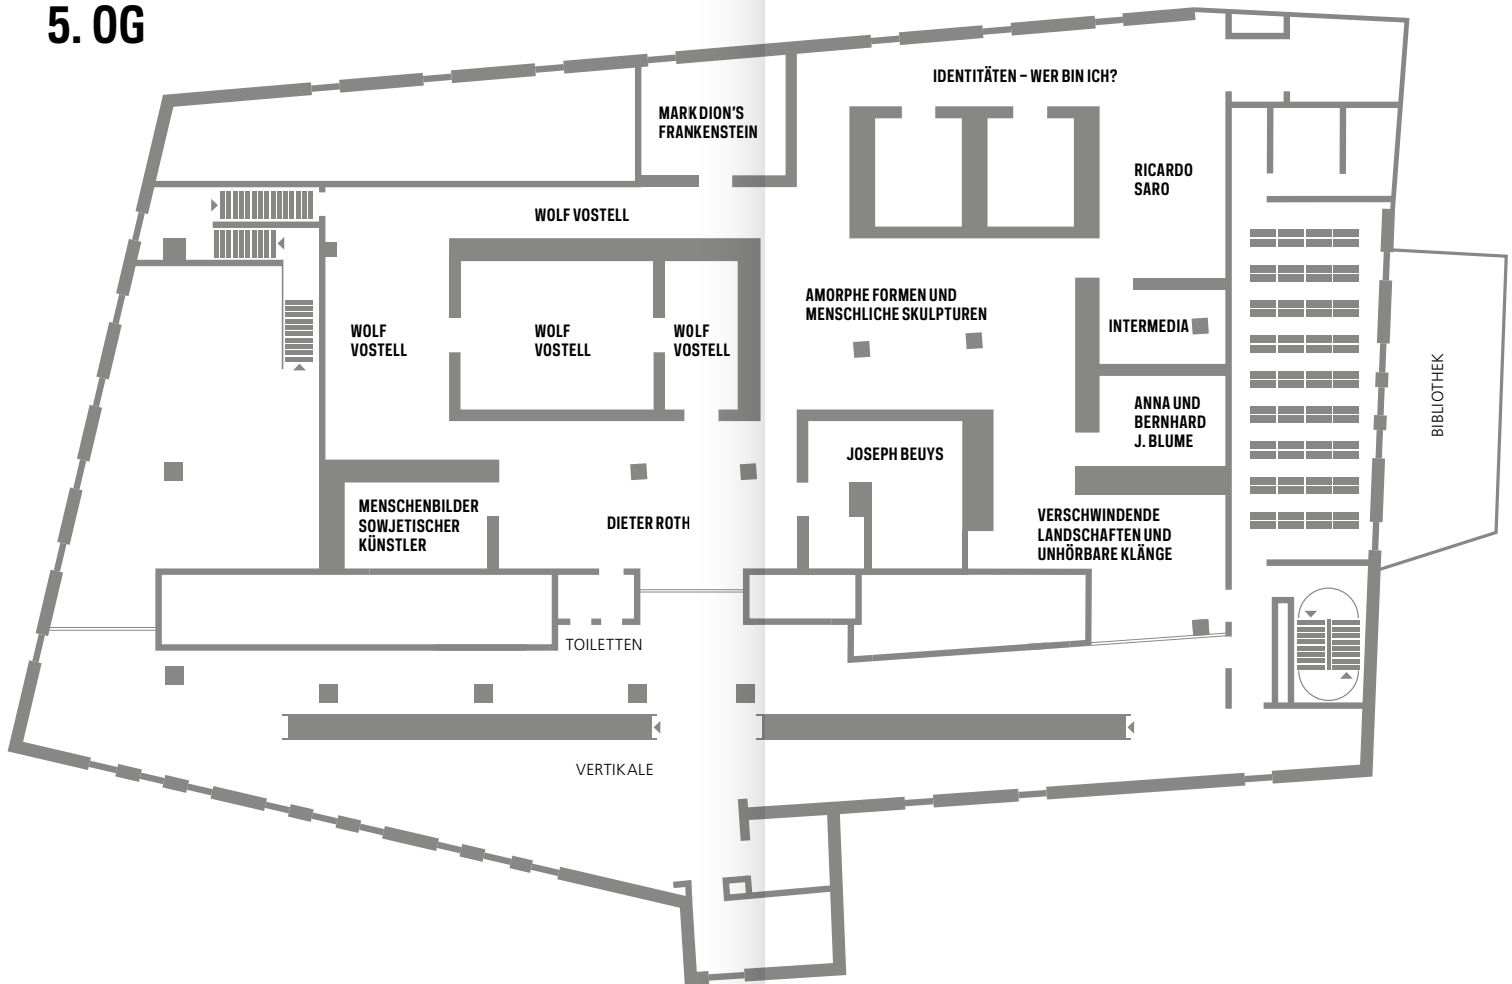 5. OG
IDENTITÄTEN – WER BIN ICH?
MARK DION'S
FRANKENSTEIN
RICARDO
SARO
WOLF VOSTELL
AMORPHE FORMEN UND
MENSCHLICHE SKULPTUREN
WOLF
VOSTELL
WOLF
VOSTELL
WOLF
VOSTELL
INTERMEDIA
BIBLIOTHEK
ANNA UND
BERNHARD
J. BLUME
JOSEPH BEUYS
MENSCHENBILDER
SOWJETISCHER
KÜNSTLER
DIETER ROTH
VERSCHWINDENDE
LANDSCHAFTEN UND
UNHÖRBARE KLÄNGE
TOILETTEN
VERTIKALE